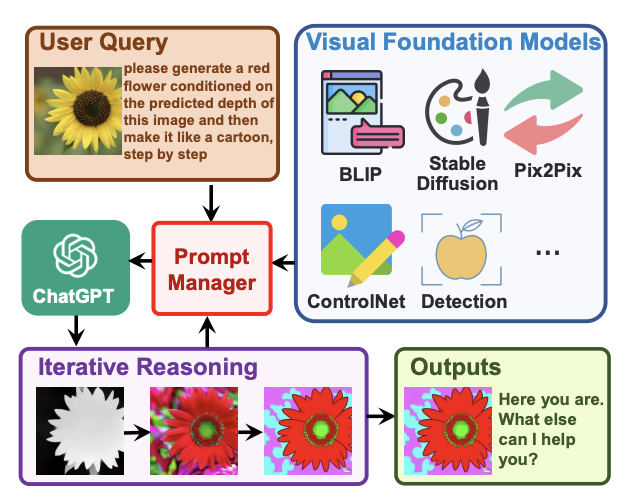 User Query
please generate a red
flower conditioned on
the predicted depth of
this image and then
make it like a cartoon,
step by step
Visual Foundation Models
BLIP
Stable
Diffusion
Pix2Pix
ControlNet
Detection
...
ChatGPT
Prompt
Manager
Iterative Reasoning
Outputs
Here you are.
What else
can I help
you?